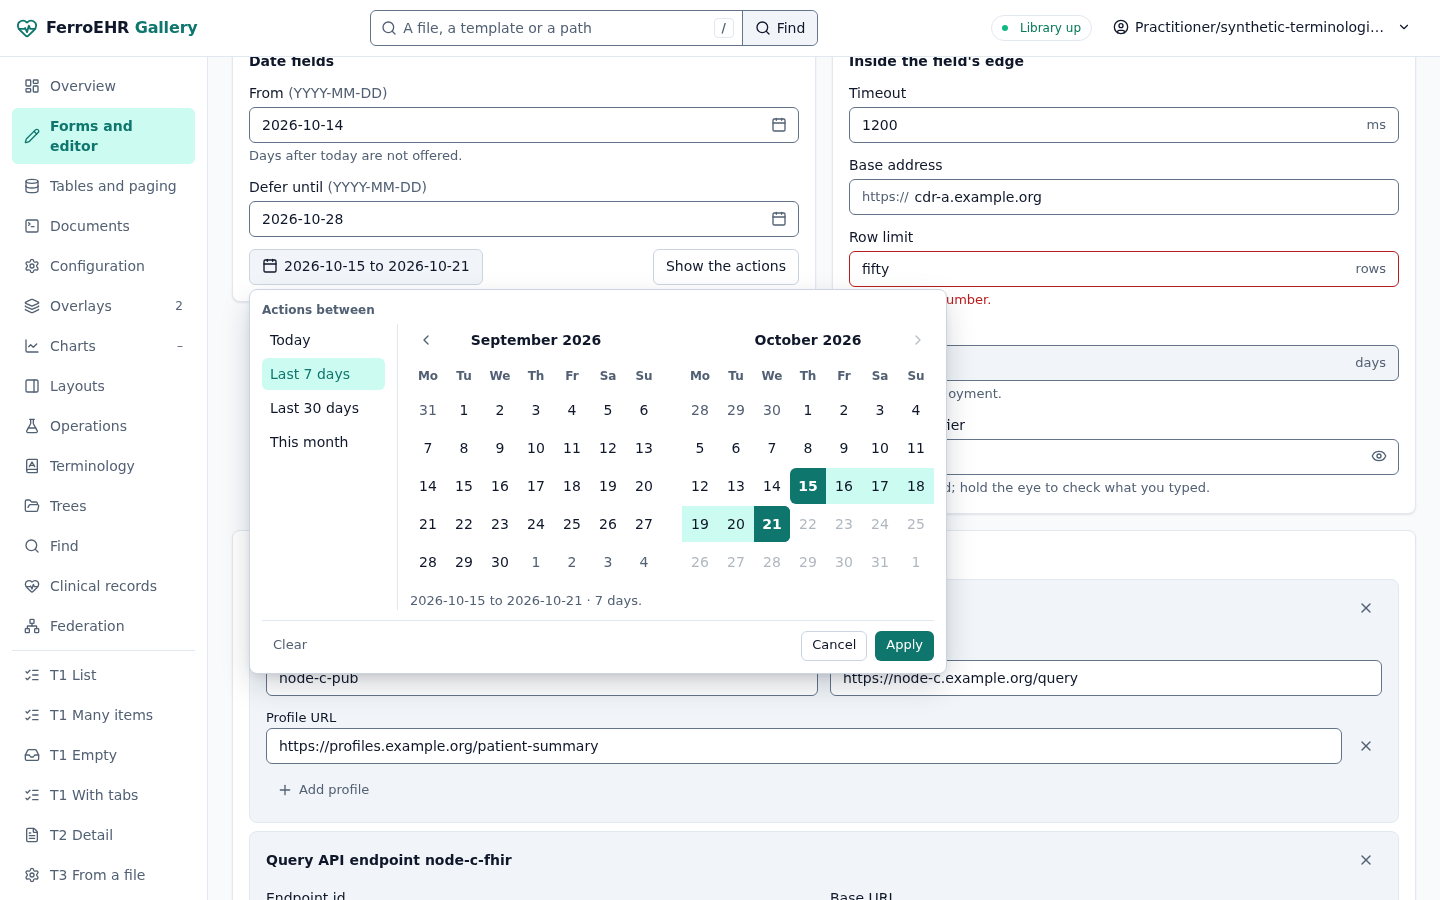 FerroEHR Gallery
A file, a template or a path
/
Find
Library up
Practitioner/synthetic-terminologi…
Overview
Forms and
editor
Tables and paging
Documents
Configuration
Overlays 2
Charts –
Layouts
Operations
Terminology
Trees
Find
Clinical records
Federation
T1 List
T1 Many items
T1 Empty
T1 With tabs
T2 Detail
T3 From a file
Date fields
From (YYYY-MM-DD)
2026-10-14
Days after today are not offered.
Defer until (YYYY-MM-DD)
2026-10-28
2026-10-15 to 2026-10-21
Show the actions
Inside the field's edge
Timeout
1200 ms
Base address
https:// cdr-a.example.org
Row limit
fifty rows
number.
days
; hold the eye to check what you typed.
Actions between
Today
Last 7 days
Last 30 days
This month
September 2026
Mo Tu We Th Fr Sa Su
31 1 2 3 4 5 6
7 8 9 10 11 12 13
14 15 16 17 18 19 20
21 22 23 24 25 26 27
28 29 30 1 2 3 4
October 2026
Mo Tu We Th Fr Sa Su
28 29 30 1 2 3 4
5 6 7 8 9 10 11
12 13 14 15 16 17 18
19 20 21 22 23 24 25
26 27 28 29 30 31 1
2026-10-15 to 2026-10-21 · 7 days.
Clear
Cancel
Apply
node-c-pub
https://node-c.example.org/query
Profile URL
https://profiles.example.org/patient-summary
Add profile
Query API endpoint node-c-fhir
Endpoint id
Base URL